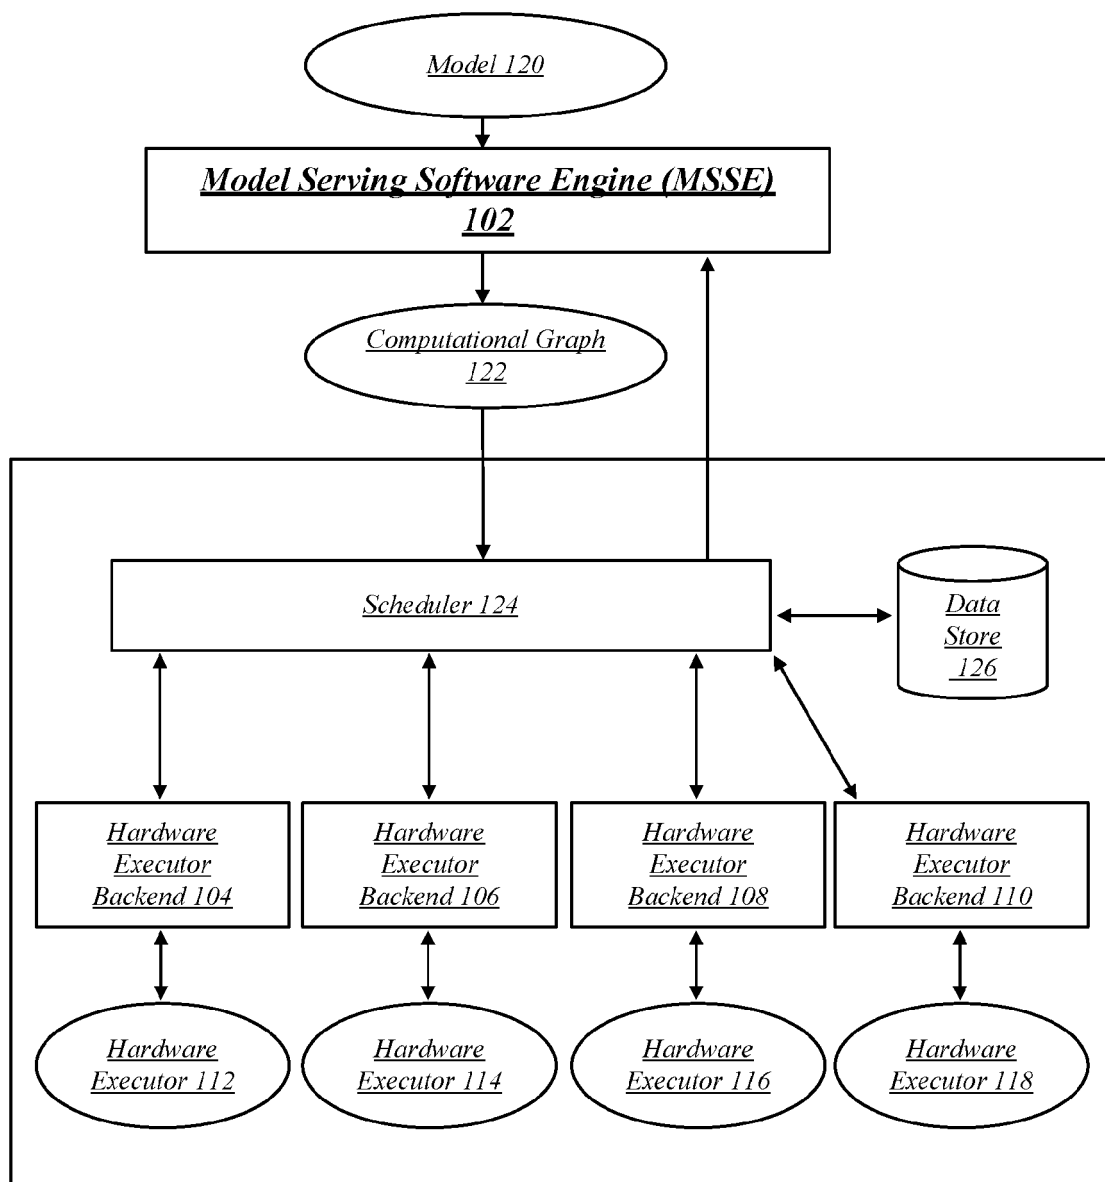 Model 120
Model Serving Software Engine (MSSE)
102
Computational Graph
122
Scheduler 124
Data
Store
126
Hardware
Executor
Backend 104
Hardware
Executor
Backend 106
Hardware
Executor
Backend 108
Hardware
Executor
Backend 110
Hardware
Executor 112
Hardware
Executor 114
Hardware
Executor 116
Hardware
Executor 118